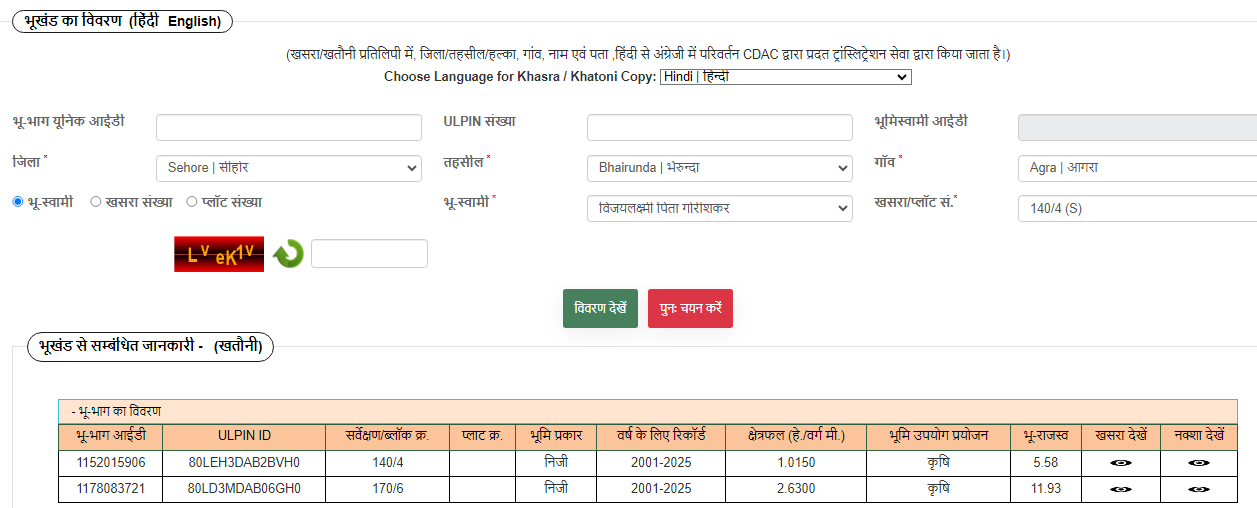 भूखंड का विवरण (हिंदी English)
(खसरा/खतौनी प्रतिलिपी में, जिला/तहसील/हल्का, गांव, नाम एवं पता ,हिंदी से अंग्रेजी में परिवर्तन CDAC द्वारा प्रदत ट्रांस्लिट्रेशन सेवा द्वारा किया जाता है।)
Choose Language for Khasra / Khatoni Copy: Hindi | हिन्दी
भू-भाग यूनिक आईडी ULPIN संख्या भूमिस्वामी आईडी
जिला * Sehore | सीहोर तहसील * Bhairunda | भेरुन्दा गाँव * Agra | आगरा
भू-स्वामी खसरा संख्या प्लॉट संख्या भू-स्वामी * विजयलक्ष्मी पिता गोरीशकर खसरा/प्लॉट सं.* 140/4 (S)
विवरण देखें पुनः चयन करें
भूखंड से सम्बंधित जानकारी - (खतौनी)
- भू-भाग का विवरण
भू-भाग आईडी ULPIN ID सर्वेक्षण/ब्लॉक क्र. प्लाट क्र. भूमि प्रकार वर्ष के लिए रिकॉर्ड क्षेत्रफल (हे./वर्ग मी.) भूमि उपयोग प्रयोजन भू-राजस्व खसरा देखें नक्शा देखें
1152015906 80LEH3DAB2BVH0 140/4 निजी 2001-2025 1.0150 कृषि 5.58
1178083721 80LD3MDAB06GH0 170/6 निजी 2001-2025 2.6300 कृषि 11.93